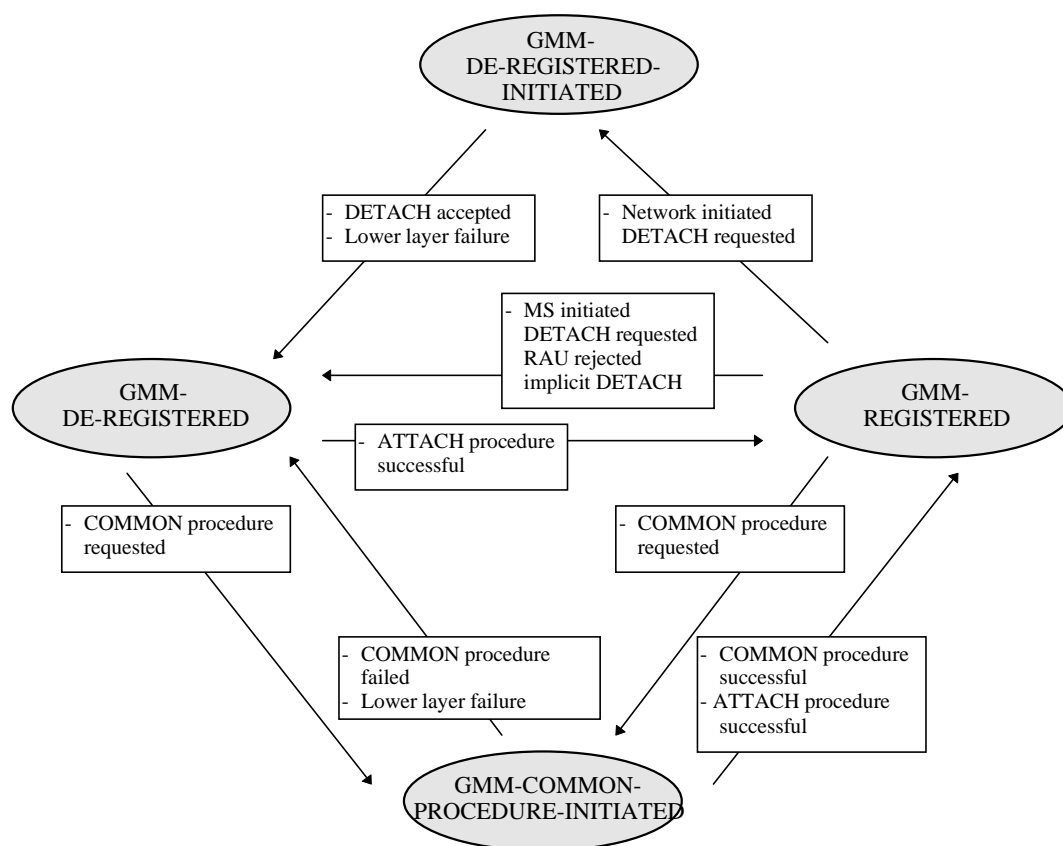 GMM-
DE-REGISTERED-
INITIATED
- DETACH accepted
- Lower layer failure
- Network initiated
DETACH requested
- MS initiated
DETACH requested
RAU rejected
implicit DETACH
GMM-
DE-REGISTERED
GMM-
REGISTERED
- ATTACH procedure
successful
- COMMON procedure
requested
- COMMON procedure
requested
- COMMON procedure
failed
- Lower layer failure
- COMMON procedure
successful
- ATTACH procedure
successful
GMM-COMMON-
PROCEDURE-INITIATED